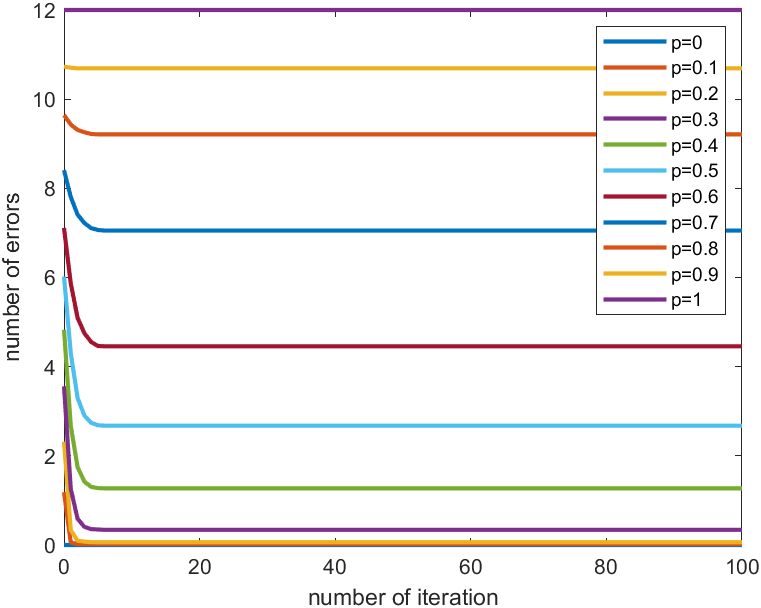 12
10
8
6
4
2
0
number of errors
p=0
p=0.1
p=0.2
p=0.3
p=0.4
p=0.5
p=0.6
p=0.7
p=0.8
p=0.9
p=1
0 20 40 60 80 100
number of iteration